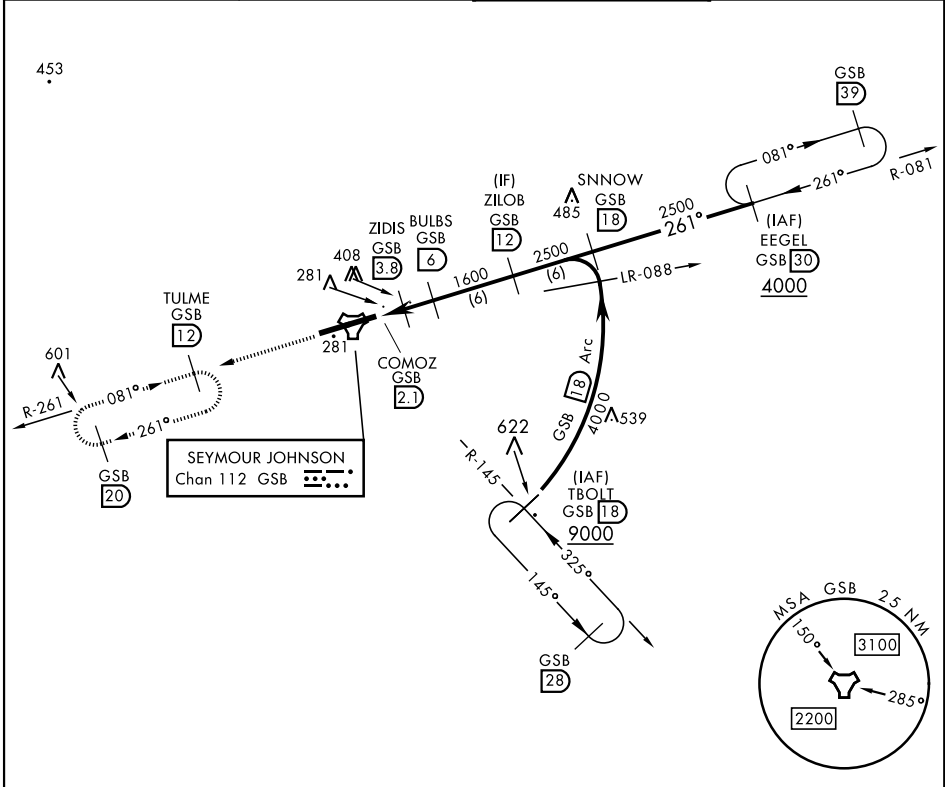 453
GSB
39
081°
261°
R-081
(IF)
ZILOB
GSB
12
SNNOW
GSB
18
485
2500
261°
(IAF)
EEGEL
GSB 30
4000
ZIDIS
GSB
3.8
BULBS
GSB
6
408
281
1600
(6)
2500
(6)
LR-088
TULME
GSB
12
281
COMOZ
GSB
2.1
601
R-261
081°
261°
GSB
20
SEYMOUR JOHNSON
Chan 112 GSB
GSB 18 Arc
4000
539
622
R-145
(IAF)
TBOLT
GSB 18
9000
325°
145°
GSB
28
MSA GSB 25 NM
150°
3100
285°
2200